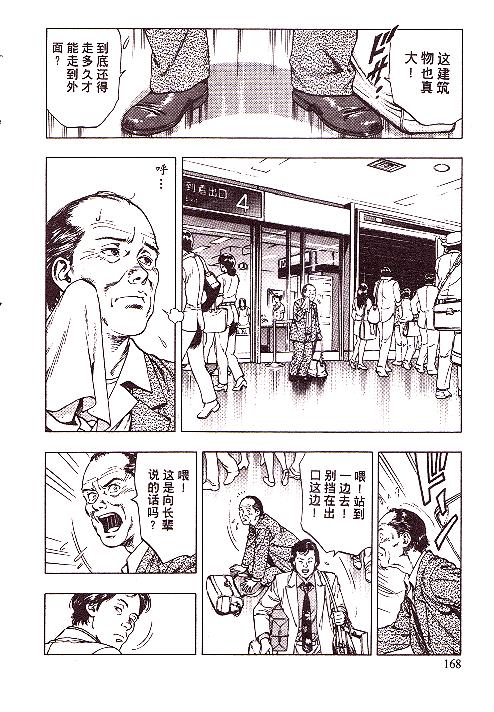 这建筑
物也真
大！
到底还得
走多久才
能走到外
面？
到着出口
4
呼…
喂！站到
一边去！
别挡在出
口这边！
喂！
这是向长辈
说的话吗？
168